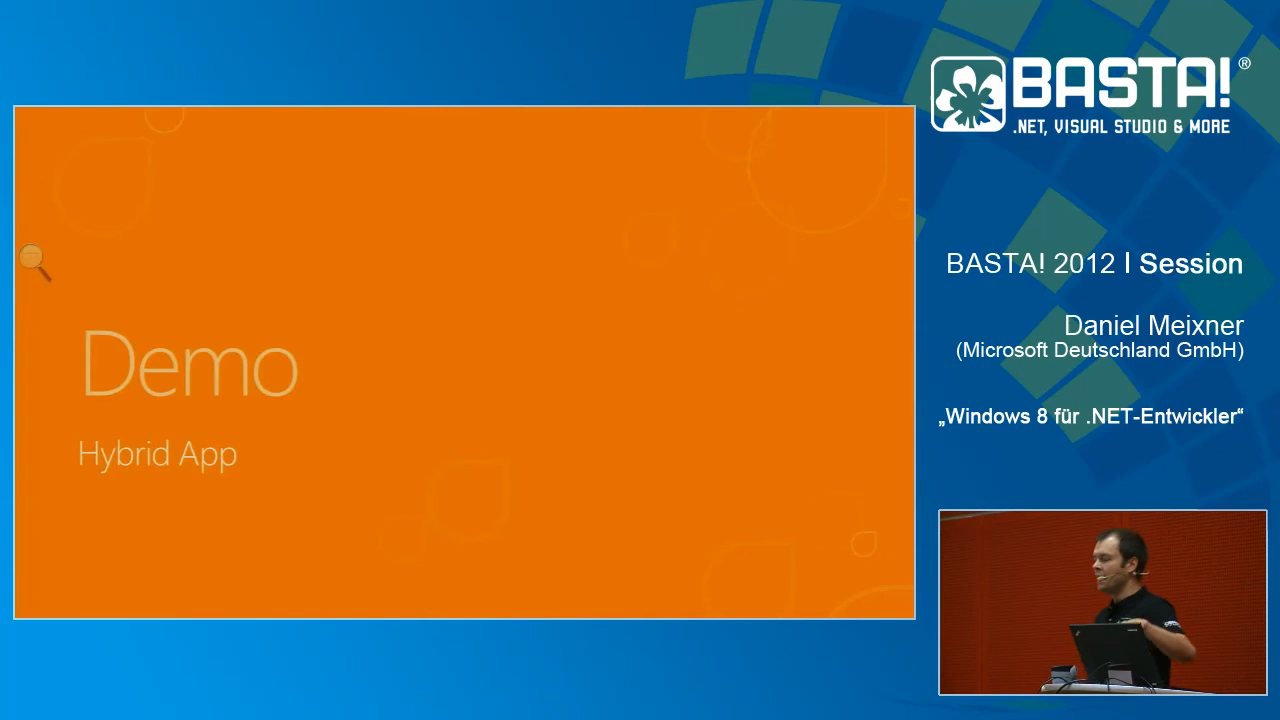 BASTA!®
.NET, VISUAL STUDIO & MORE
Demo
Hybrid App
BASTA! 2012 I Session
Daniel Meixner
(Microsoft Deutschland GmbH)
„Windows 8 für .NET-Entwickler“